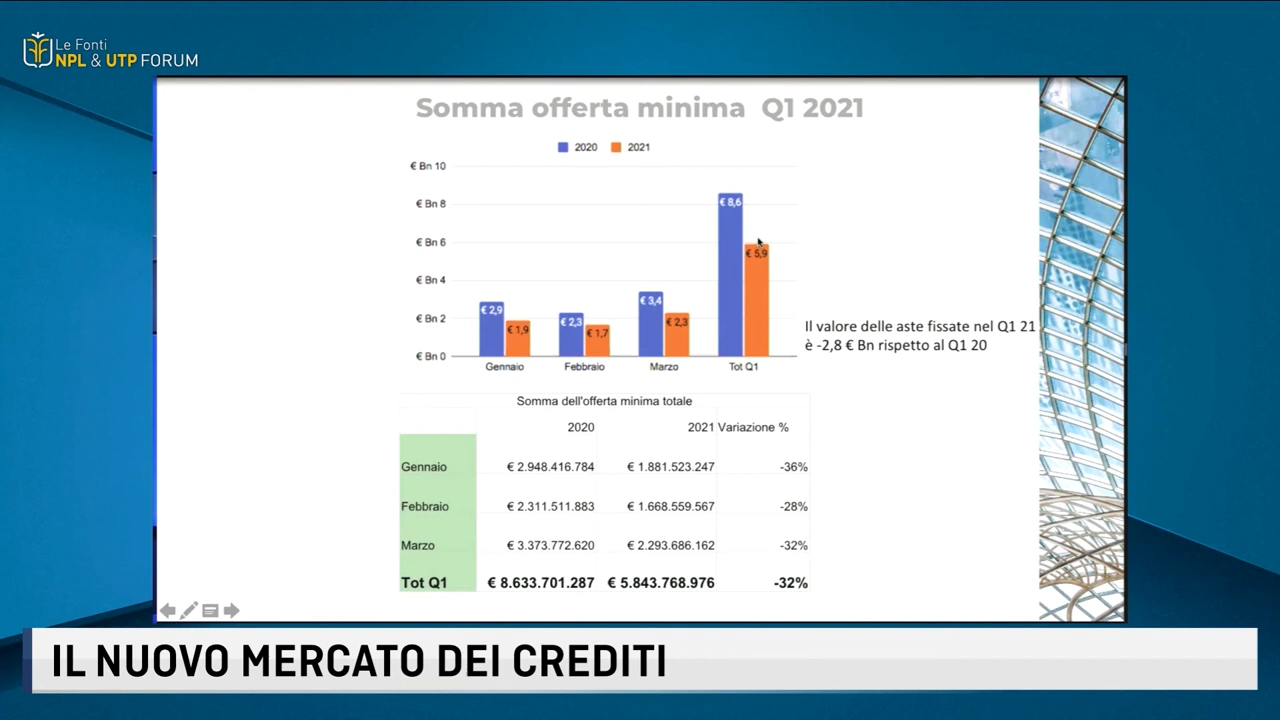 Le Fonti
NPL & UTP FORUM
Somma offerta minima Q1 2021
2020 2021
€ Bn 10
€ Bn 8
€ Bn 6
€ Bn 4
€ Bn 2
€ Bn 0
€ 2,9 € 1,9 € 2,3 € 1,7 € 3,4 € 2,3 € 8,6 € 5,9
Gennaio Febbraio Marzo Tot Q1
Il valore delle aste fissate nel Q1 21
è -2,8 € Bn rispetto al Q1 20
Somma dell'offerta minima totale
2020 2021 Variazione %
Gennaio € 2.948.416.784 € 1.881.523.247 -36%
Febbraio € 2.311.511.883 € 1.668.559.567 -28%
Marzo € 3.373.772.620 € 2.293.686.162 -32%
Tot Q1 € 8.633.701.287 € 5.843.768.976 -32%
IL NUOVO MERCATO DEI CREDITI